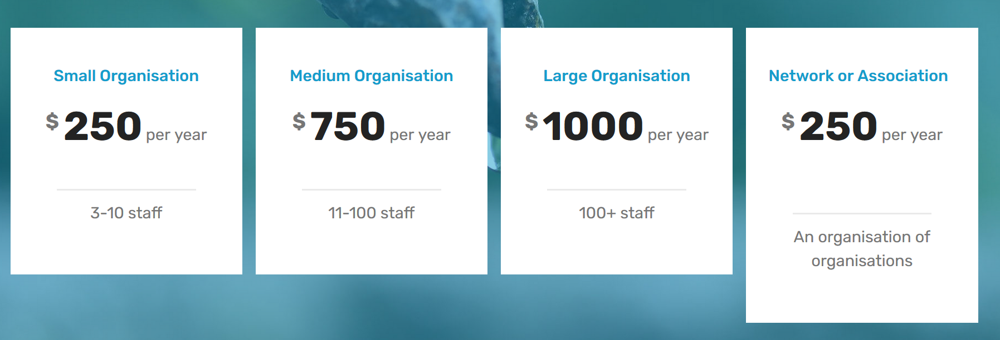 Small Organisation
$ 250 per year
3-10 staff
Medium Organisation
$ 750 per year
11-100 staff
Large Organisation
$ 1000 per year
100+ staff
Network or Association
$ 250 per year
An organisation of
organisations